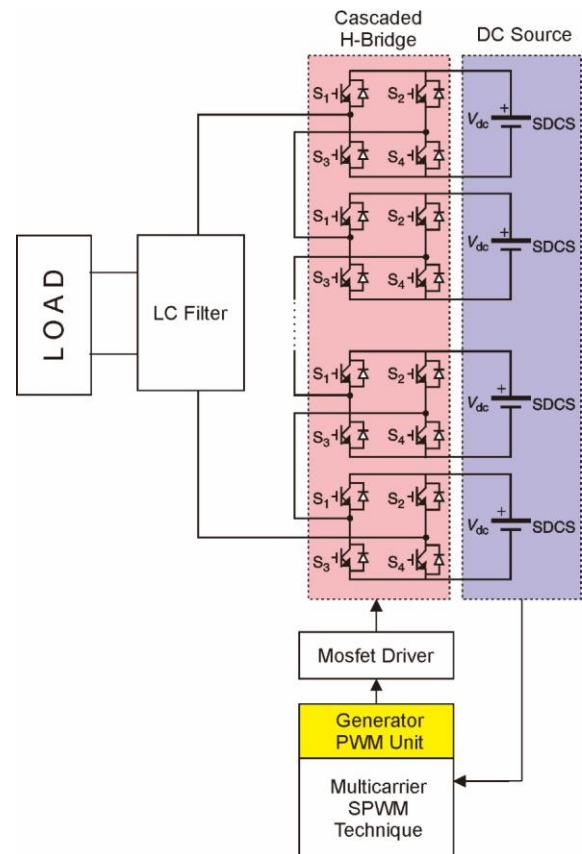 Cascaded
H-Bridge
DC Source
S1
S2
Vdc
+
SDCS
S3
S4
S1
S2
Vdc
+
SDCS
S3
S4
LOAD
LC Filter
S1
S2
Vdc
+
SDCS
S3
S4
S1
S2
Vdc
+
SDCS
S3
S4
Mosfet Driver
Generator
PWM Unit
Multicarrier
SPWM
Technique